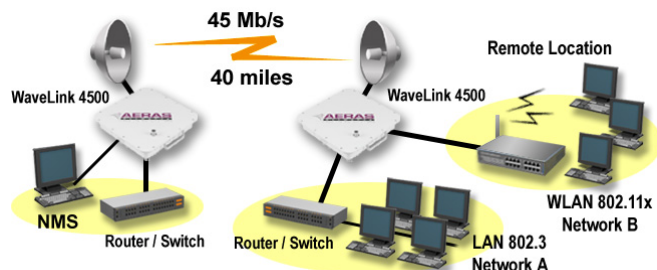 45 Mb/s
40 miles
WaveLink 4500
AERAS
NMS
Router / Switch
WaveLink 4500
AERAS
Router / Switch
LAN 802.3
Network A
Remote Location
WLAN 802.11x
Network B